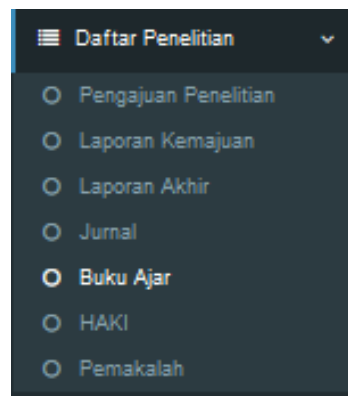 Daftar Penelitian
Pengajuan Penelitian
Laporan Kemajuan
Laporan Akhir
Jurnal
Buku Ajar
HAKI
Pemakalah